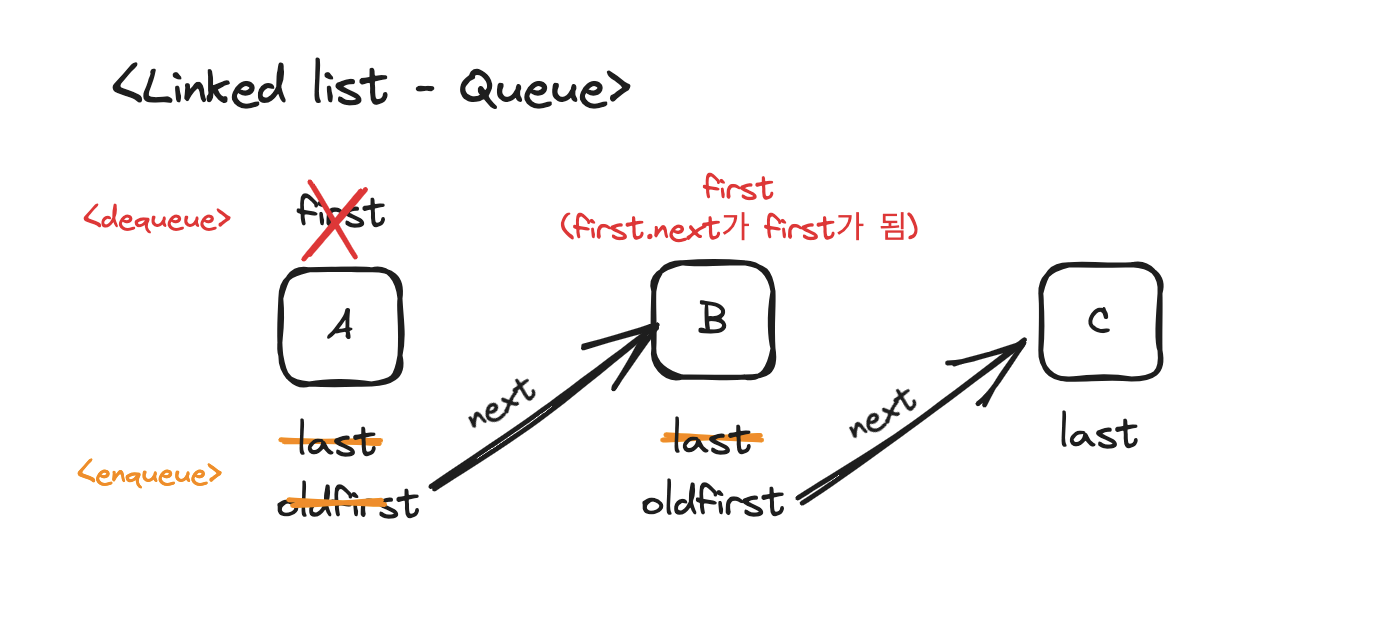 <Linked list - Queue>
<dequeue>
first
first
(first.next가 first가 됨)
A
B
C
next
next
last
last
last
<enqueue>
oldfirst
oldfirst